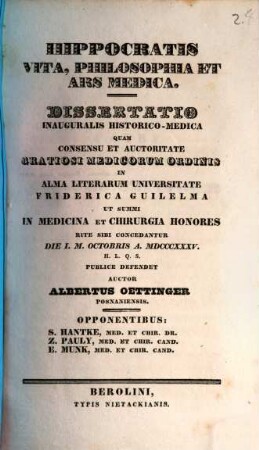 HIPPOCRATIS
VITA, PHILOSOPHIA ET
ARS MEDICA.
DISSERTATIO
INAUGURALIS HISTORICO-MEDICA
QUAM
CONSENSU ET AUCTORITATE
GRATIOSI MEDICORUM ORDINIS
IN
ALMA LITERARUM UNIVERSITATE
FRIDERICA GUILELMA
UT SUMMI
IN MEDICINA ET CHIRURGIA HONORES
RITE SIBI CONCEDANTUR
DIE I. M. OCTOBRIS A. MDCCCXXXV.
H. L. Q. S.
PUBLICE DEFENDET
AUCTOR
ALBERTUS OETTINGER
POSNANIENSIS.
OPPONENTIBUS:
S. HANTKE, MED. ET CHIR. DR.
Z. PAULY, MED. ET CHIR. CAND.
E. MUNK, MED. ET CHIR. CAND.
BEROLINI,
TYPIS NIETACKIANIS.